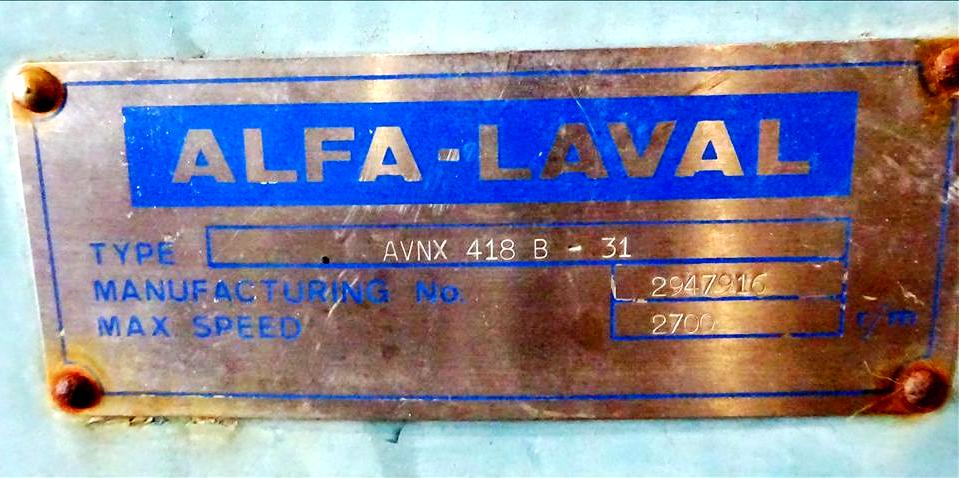 ALFA-LAVAL
TYPE AVNX 418 B - 31
MANUFACTURING No. 2947916
MAX SPEED 2700 r/m